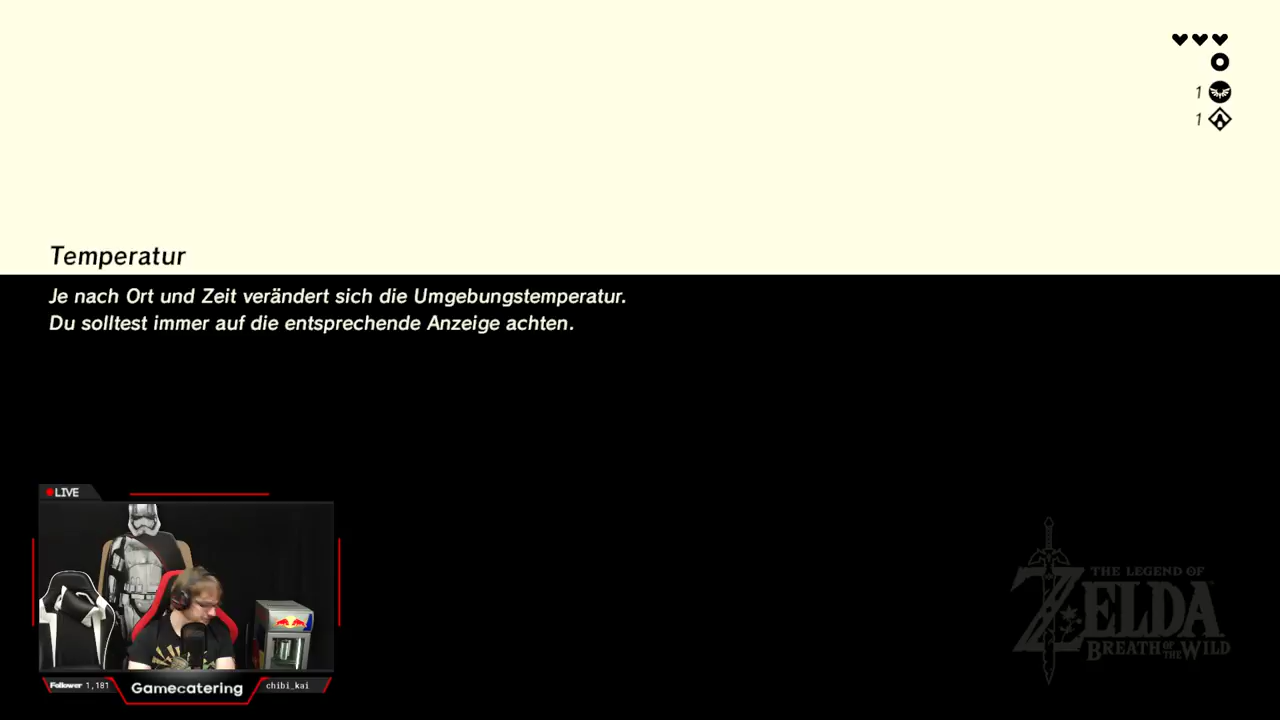 1
1
Temperatur
Je nach Ort und Zeit verändert sich die Umgebungstemperatur.
Du solltest immer auf die entsprechende Anzeige achten.
LIVE
THE LEGEND OF
ZELDA
BREATH OF THE WILD
Follower 1,181
Gamecatering
chibi_kai